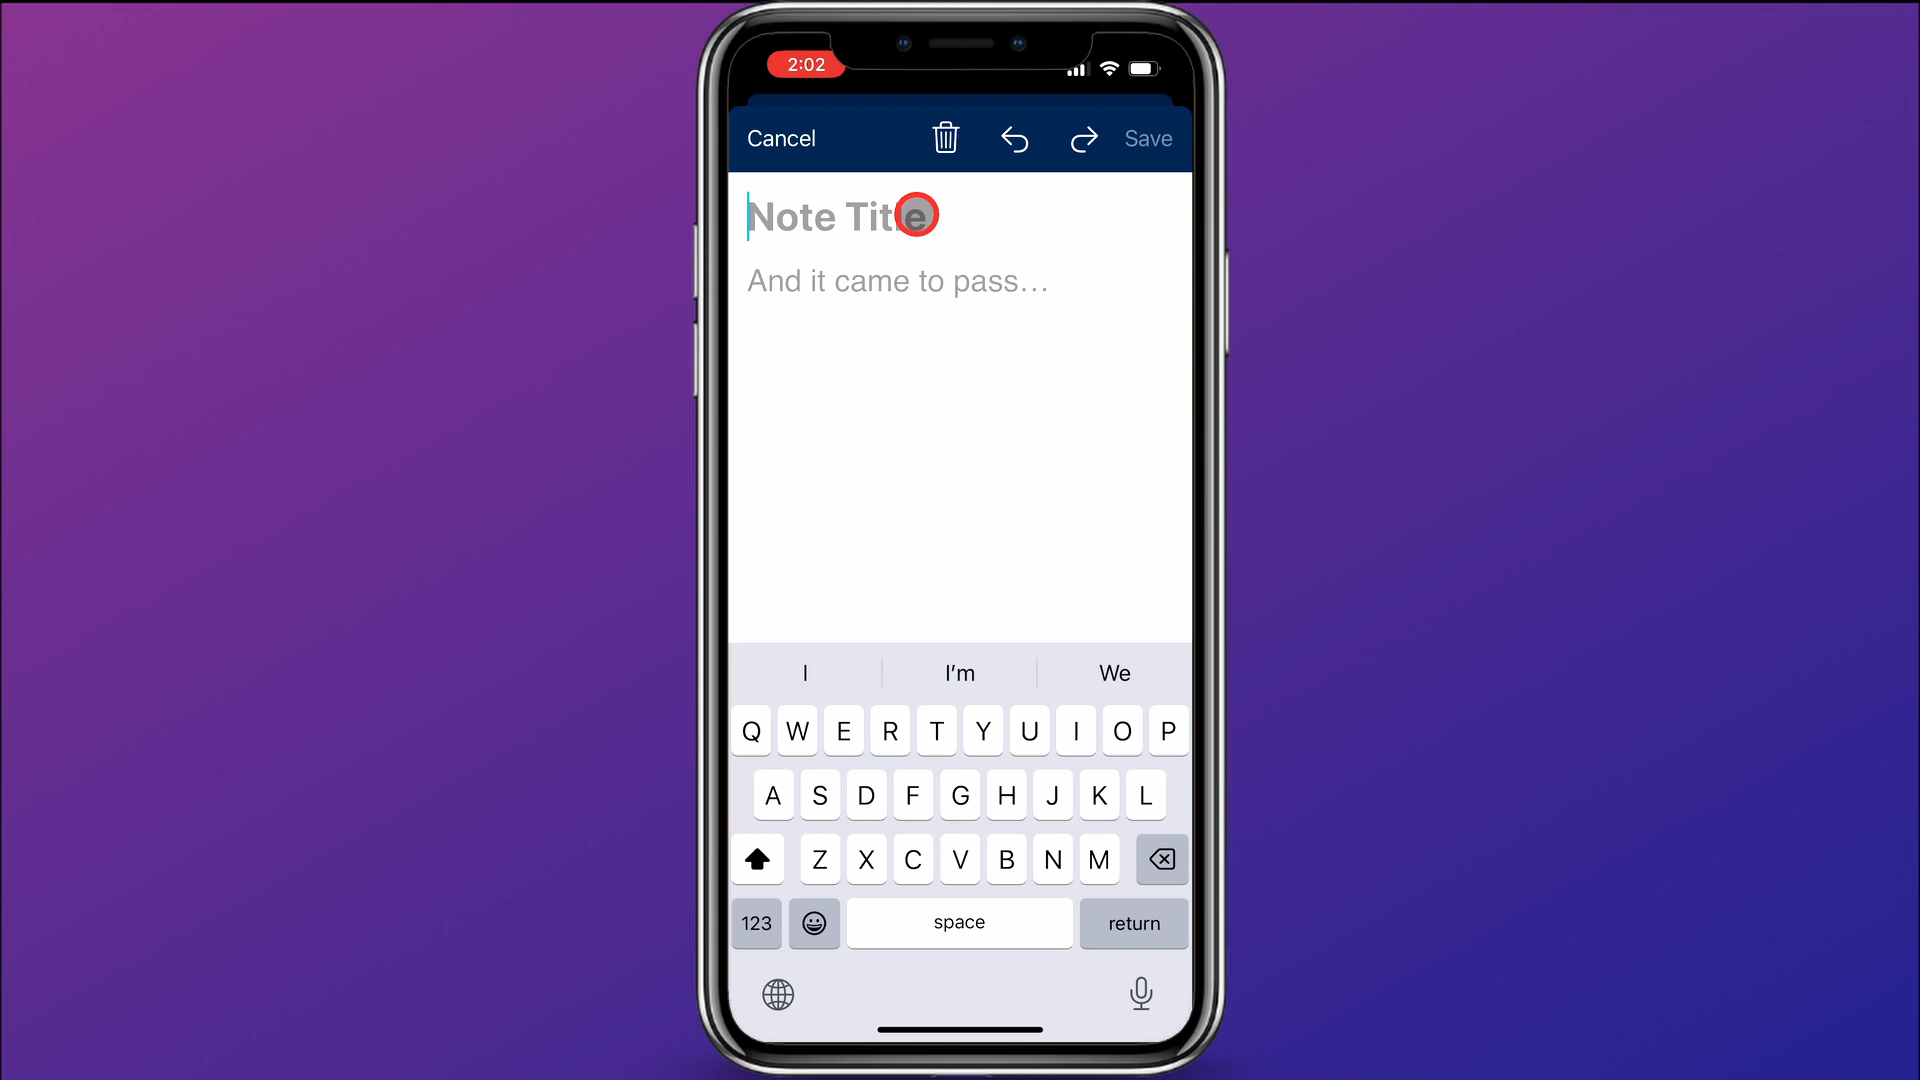 2:02
Cancel Save
Note Title
And it came to pass...
I I'm We
Q W E R T Y U I O P
A S D F G H J K L
Z X C V B N M
123 space return